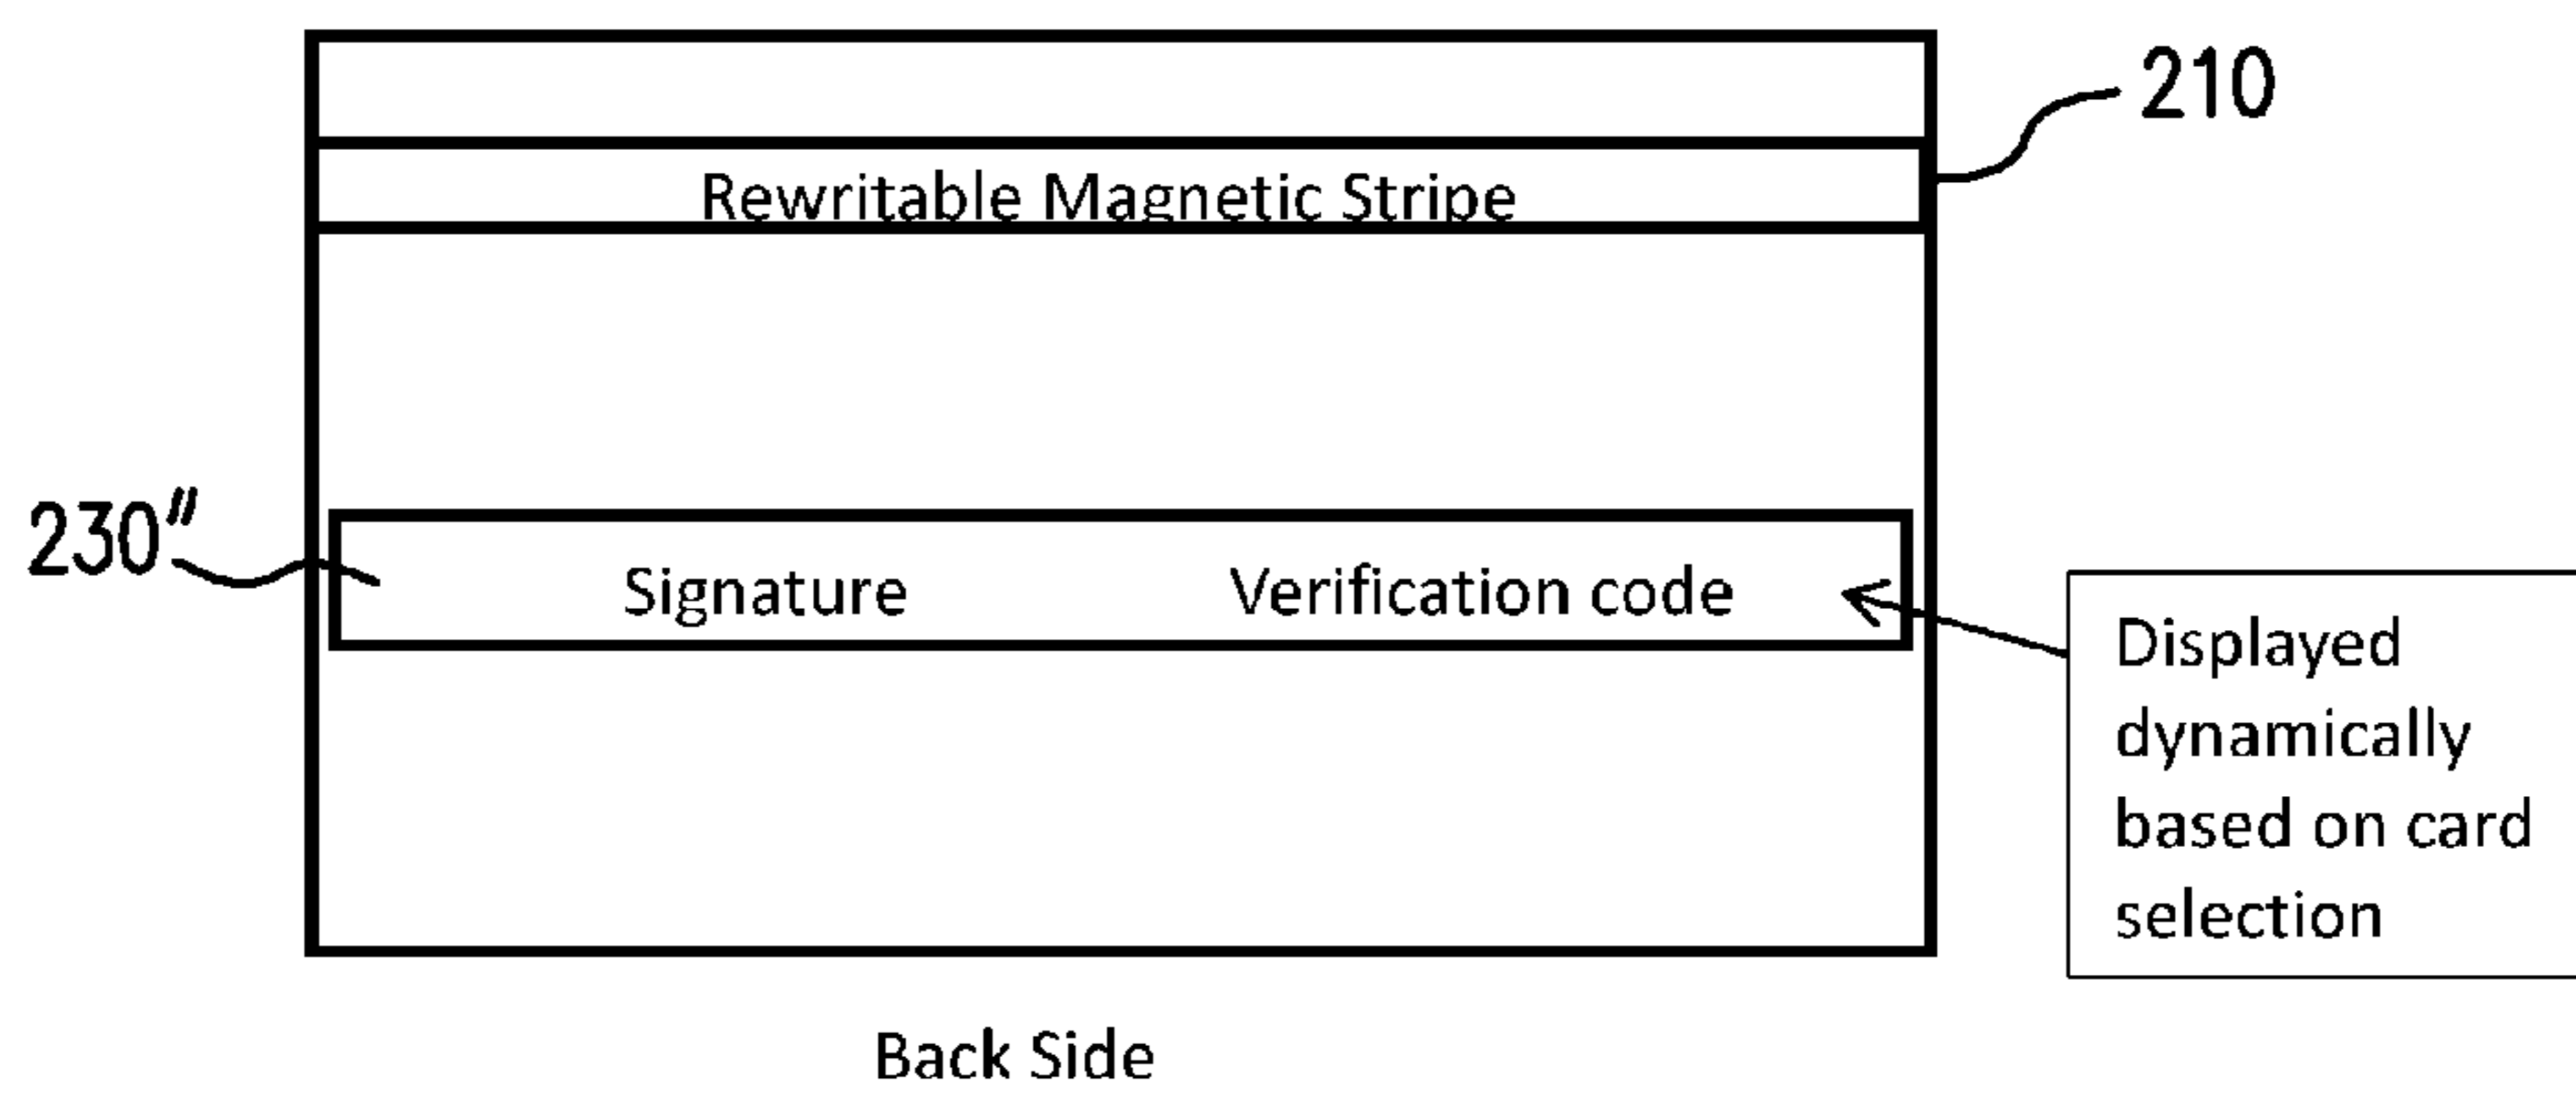 210
Rewritable Magnetic Stripe
230"
Signature Verification code
Displayed
dynamically
based on card
selection
Back Side